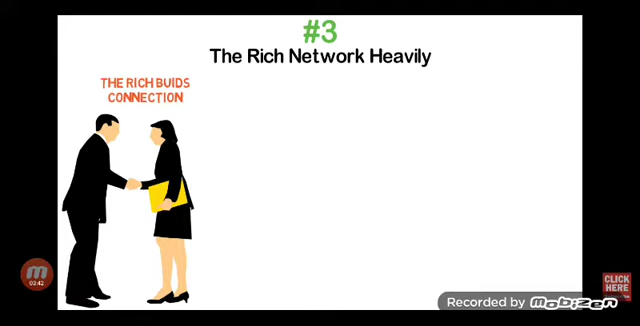 #3
The Rich Network Heavily
THE RICH BUIDS
CONNECTION
03:42
CLICK
HERE
Recorded by mobizen